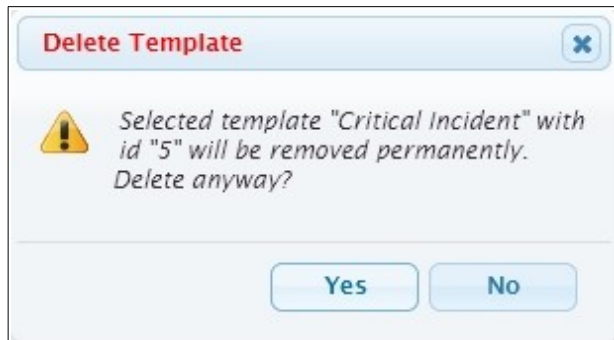 Delete Template
Selected template "Critical Incident" with
id "5" will be removed permanently.
Delete anyway?
Yes No